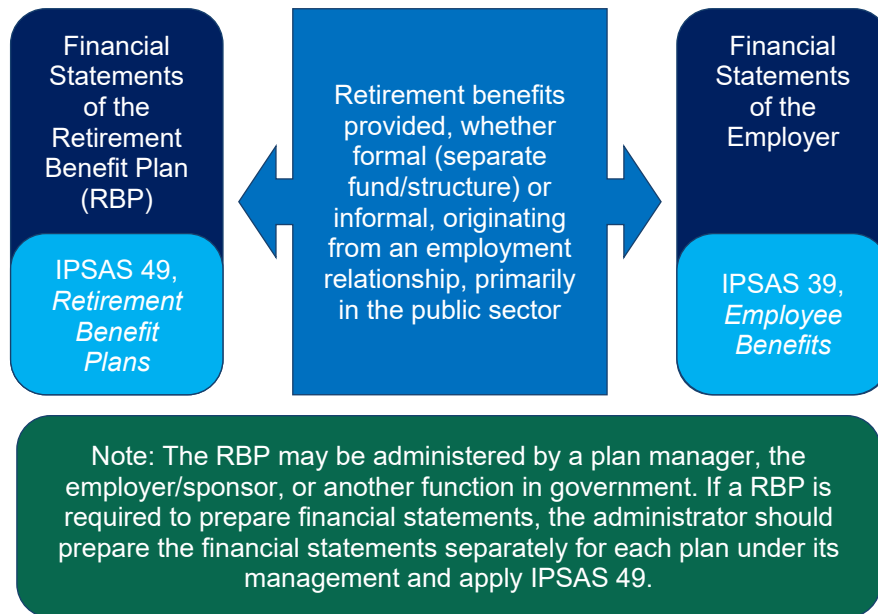 Financial
Statements
of the
Retirement
Benefit Plan
(RBP)
IPSAS 49,
Retirement
Benefit
Plans
Retirement benefits
provided, whether
formal (separate
fund/structure) or
informal, originating
from an employment
relationship, primarily
in the public sector
Financial
Statements
of the
Employer
IPSAS 39,
Employee
Benefits
Note: The RBP may be administered by a plan manager, the
employer/sponsor, or another function in government. If a RBP is
required to prepare financial statements, the administrator should
prepare the financial statements separately for each plan under its
management and apply IPSAS 49.